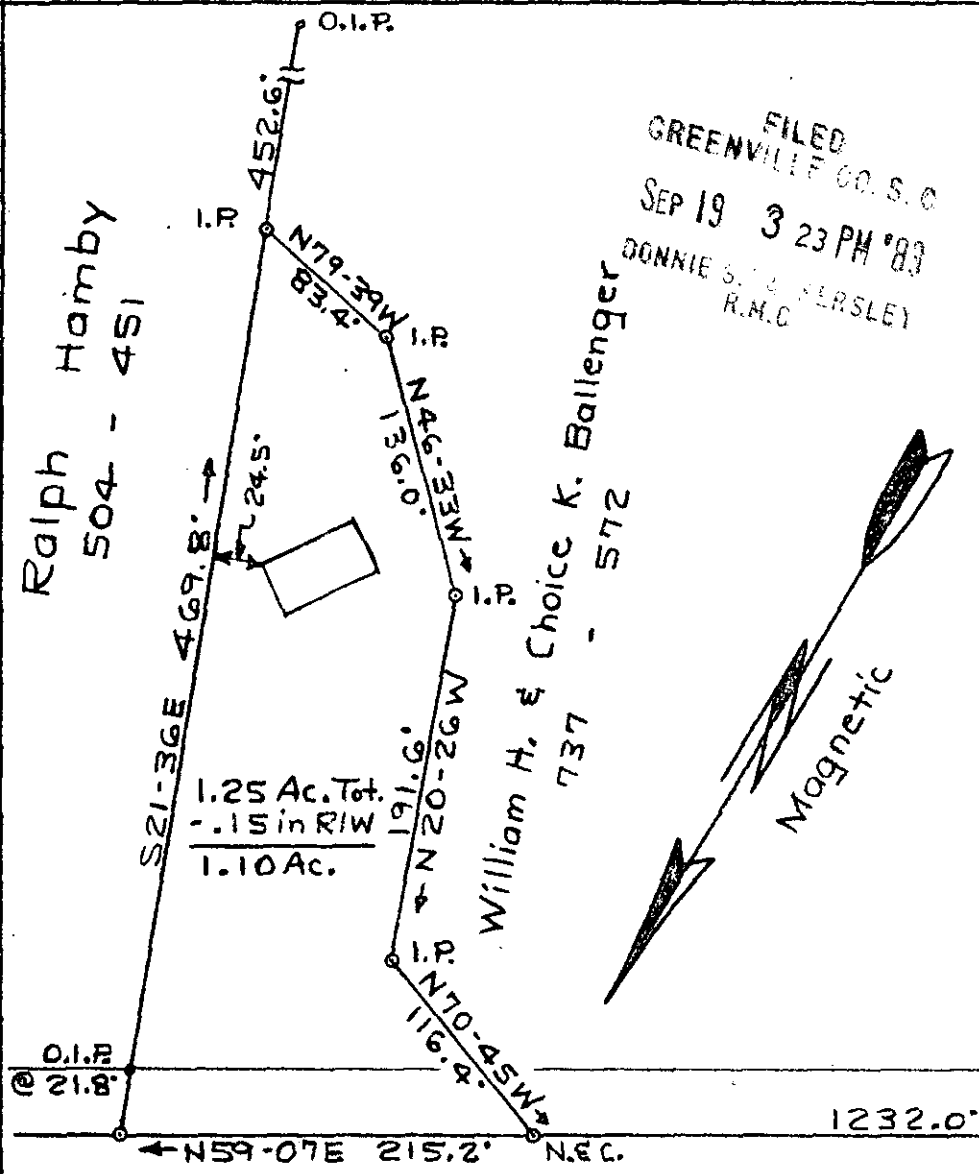 O.I.P.
452.6'
FILED
GREENVILLE CO. S. C
SEP 19 3 23 PM '83
DONNIE S.
R.M.C
I.P.
N79-39W
83.4'
I.P.
Ralph Hamby
504 - 451
N46-33W
136.0'
24.5'
I.P.
S21-36E 469.8'
William H. & Choice K. Ballenger
737 - 572
Magnetic
N20-26W
191.6'
1.25 Ac. Tot.
-.15 in R/W
1.10 Ac.
I.P.
N70-45W
116.4'
O.I.P.
@ 21.8'
1232.0'
N59-07E 215.2'
N.&C.